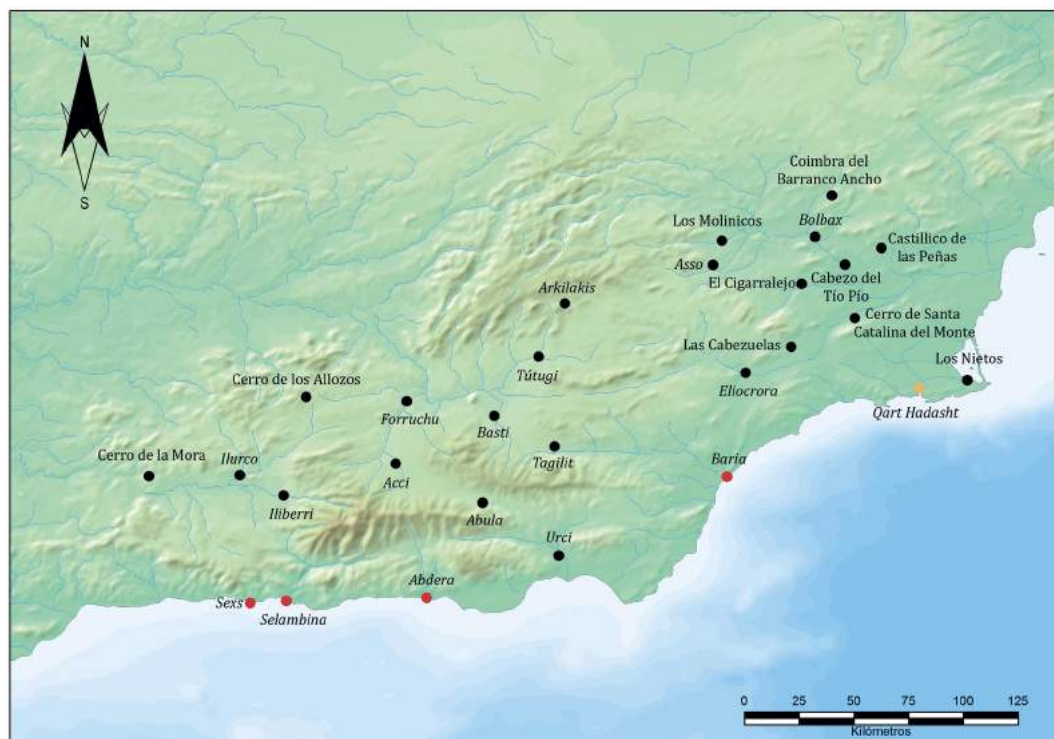 N
S
Coimbra del
Barranco Ancho
Los Molinicos
Bolbax
Castillico de
las Peñas
Asso
El Cigarralejo
Cabezo del
Tío Pío
Arkilakis
Cerro de Santa
Catalina del Monte
Las Cabezuelas
Los Nietos
Tútugi
Eliocrora
Cerro de los Allozos
Forruchu
Qart Hadasht
Basti
Cerro de la Mora
Ilurco
Tagilit
Baria
Acci
Iliberri
Abula
Urci
Abdera
Sexs
Selambina
0 25 50 75 100 125
Kilómetros